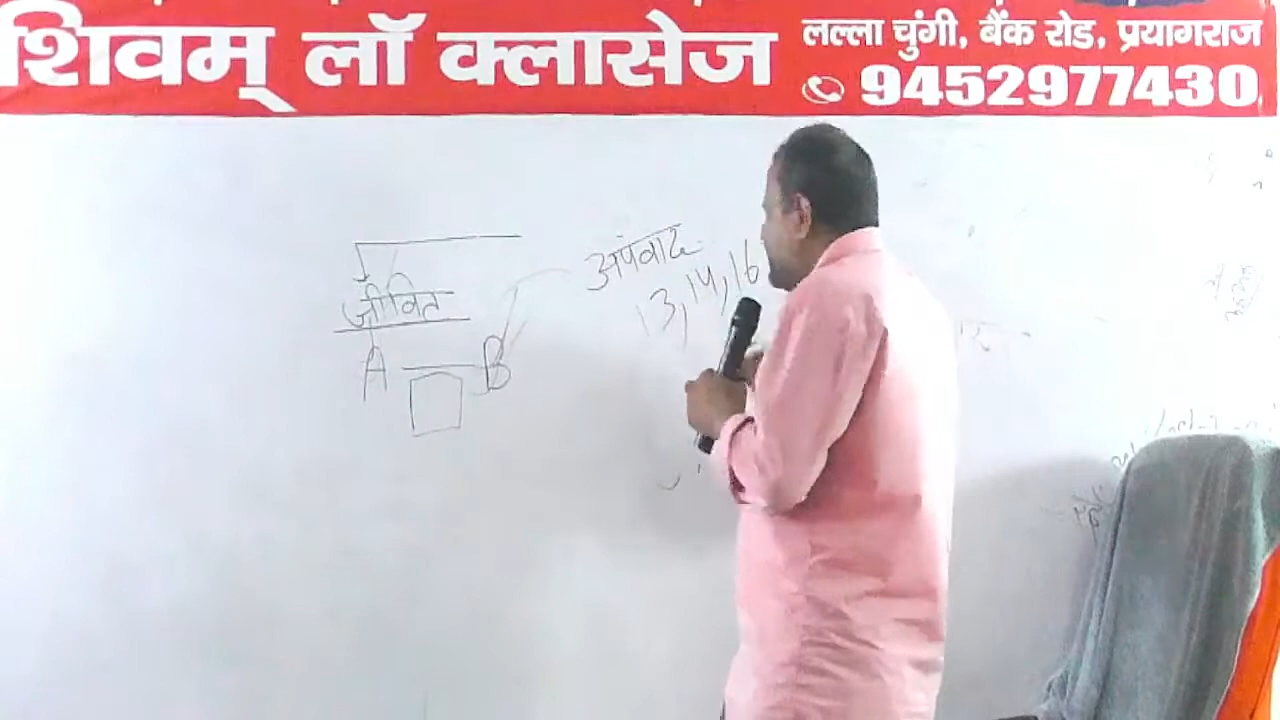 शिवम् लॉ क्लासेज
लल्ला चुंगी, बैंक रोड, प्रयागराज
9452977430
अपवाद
13, 14, 16
जीवित
A B